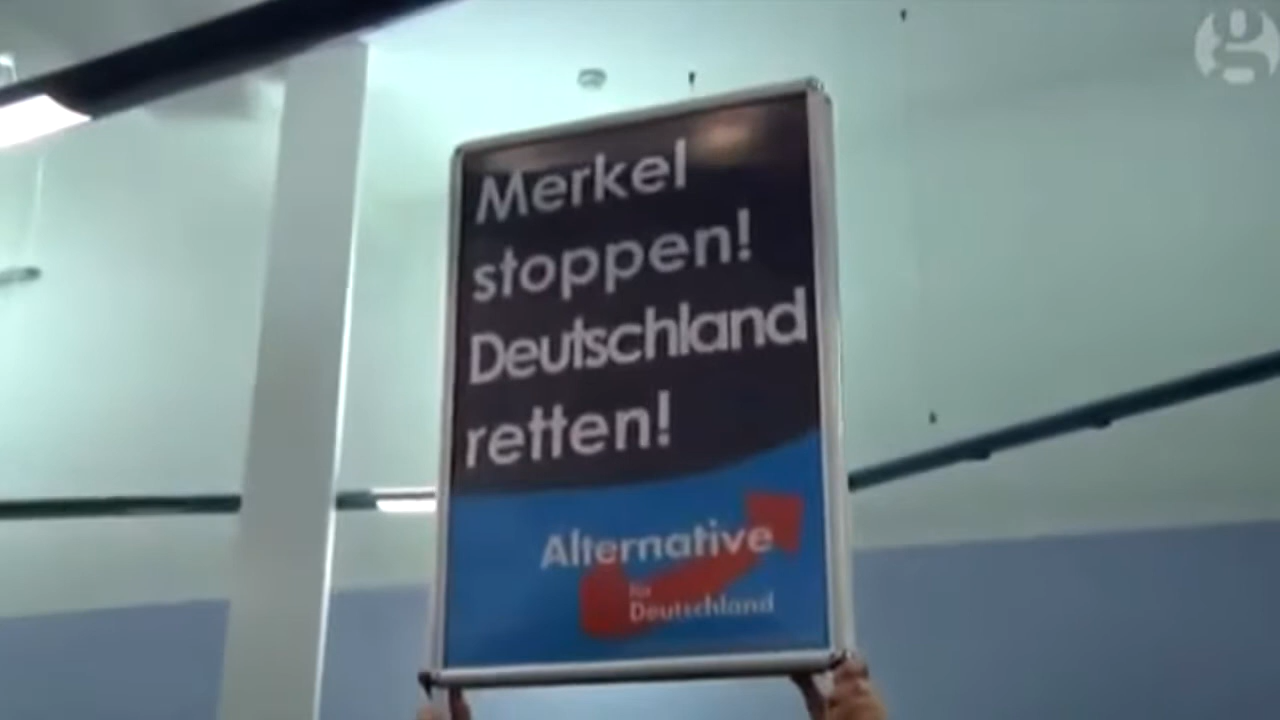 g
Merkel
stoppen!
Deutschland
retten!
Alternative
für
Deutschland